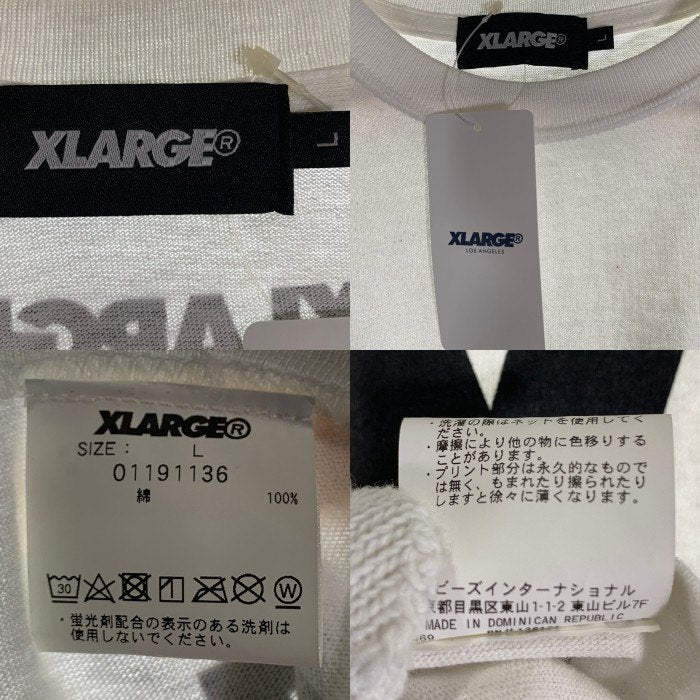 XLARGE®
L
XLARGE®
L
XLARGE®
LOS ANGELES
XLARGE®
SIZE: L
01191136
綿 100%
30
W
・蛍光剤配合の表示のある洗剤は
使用しないでください。
・洗濯の際はネットを使用してく
ださい。
・摩擦により他の物に色移りする
ことがあります。
・プリント部分は永久的なもので
は無く、もまれたり擦られたり
しますと徐々に薄くなります。
ビーズインターナショナル
京都目黒区東山1-1-2 東山ビル7F
MADE IN DOMINICAN REPUBLIC